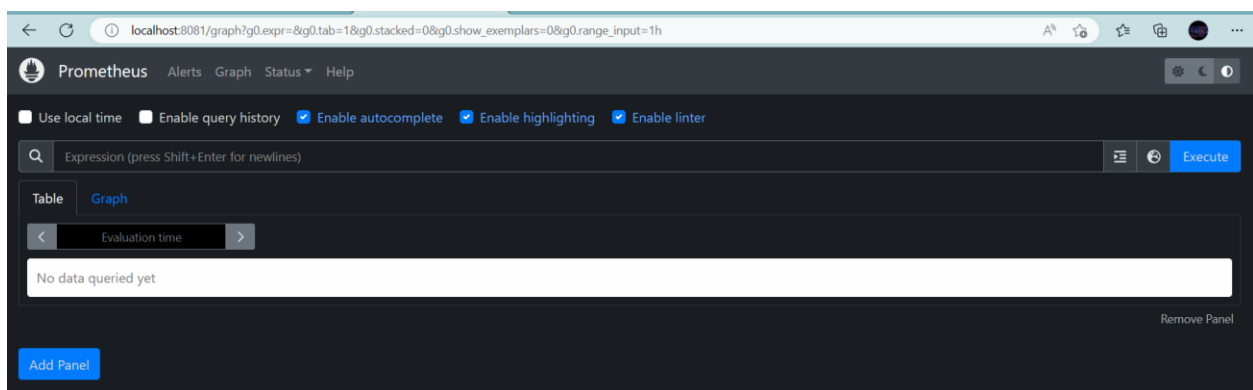 localhost:8081/graph?g0.expr=&g0.tab=1&g0.stacked=0&g0.show_exemplars=0&g0.range_input=1h
Prometheus Alerts Graph Status Help
Use local time Enable query history Enable autocomplete Enable highlighting Enable linter
Expression (press Shift+Enter for newlines) Execute
Table Graph
Evaluation time
No data queried yet
Remove Panel
Add Panel